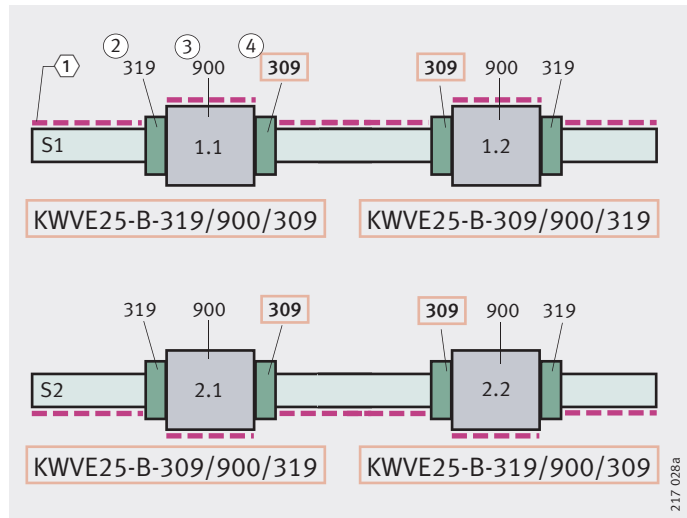 1 2 3 4
319 900 309 309 900 319
S1 1.1 1.2
KWVE25-B-319/900/309 KWVE25-B-309/900/319
319 900 309 309 900 319
S2 2.1 2.2
KWVE25-B-309/900/319 KWVE25-B-319/900/309
217 028a